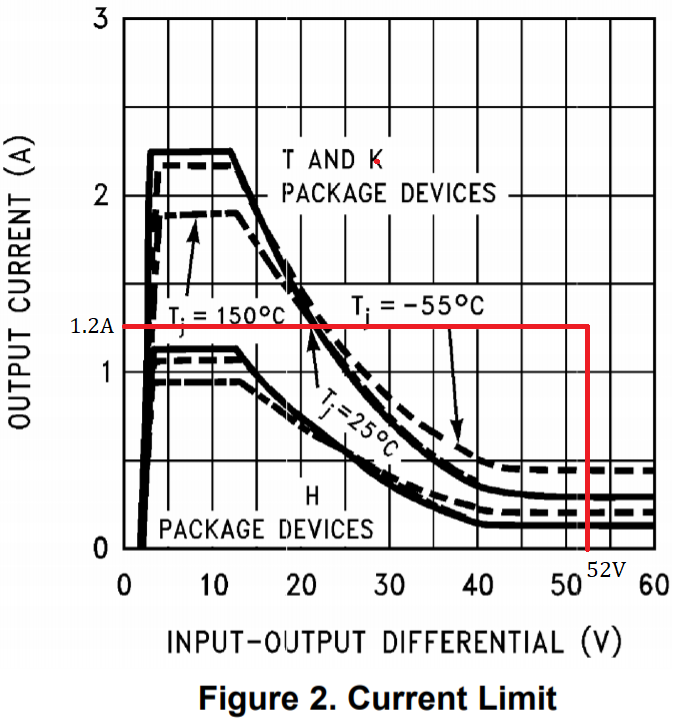 3
T AND K
PACKAGE DEVICES
2
OUTPUT CURRENT (A)
Tj = 150°C
Tj = -55°C
1.2A
1
Tj=25°C
H
PACKAGE DEVICES
0
52V
0 10 20 30 40 50 60
INPUT-OUTPUT DIFFERENTIAL (V)
Figure 2. Current Limit